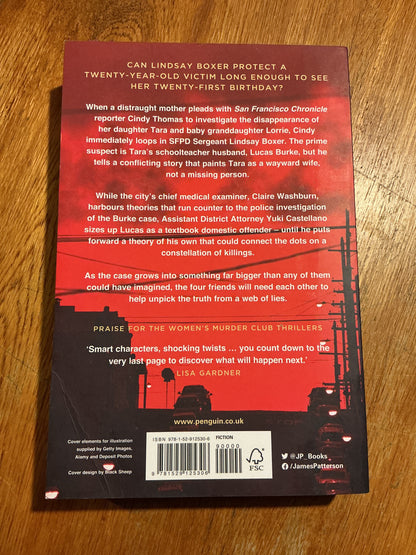 CAN LINDSAY BOXER PROTECT A
TWENTY-YEAR-OLD VICTIM LONG ENOUGH TO SEE
HER TWENTY-FIRST BIRTHDAY?
When a distraught mother pleads with San Francisco Chronicle
reporter Cindy Thomas to investigate the disappearance of
her daughter Tara and baby granddaughter Lorrie, Cindy
immediately loops in SFPD Sergeant Lindsay Boxer. The prime
suspect is Tara's schoolteacher husband, Lucas Burke, but he
tells a conflicting story that paints Tara as a wayward wife,
not a missing person.
While the city's chief medical examiner, Claire Washburn,
harbours theories that run counter to the police investigation
of the Burke case, Assistant District Attorney Yuki Castellano
sizes up Lucas as a textbook domestic offender – until he puts
forward a theory of his own that could connect the dots on a
constellation of killings.
As the case grows into something far bigger than any of them
could have imagined, the four friends will need each other to
help unpick the truth from a web of lies.
PRAISE FOR THE WOMEN'S MURDER CLUB THRILLERS
'Smart characters, shocking twists ... you count down to the
very last page to discover what will happen next.'
LISA GARDNER
www.penguin.co.uk
Cover elements for illustration
supplied by Getty Images,
Alamy and Deposit Photos
Cover design by Black Sheep
ISBN 978-1-52-912530-6 FICTION
90000
9 781529 125306
FSC
@JP_Books
/JamesPatterson